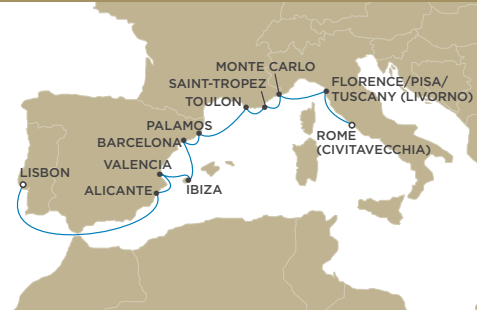 MONTE CARLO
SAINT-TROPEZ
FLORENCE/PISA/
TUSCANY (LIVORNO)
TOULON
PALAMOS
ROME
(CIVITAVECCHIA)
BARCELONA
VALENCIA
LISBON
ALICANTE
IBIZA